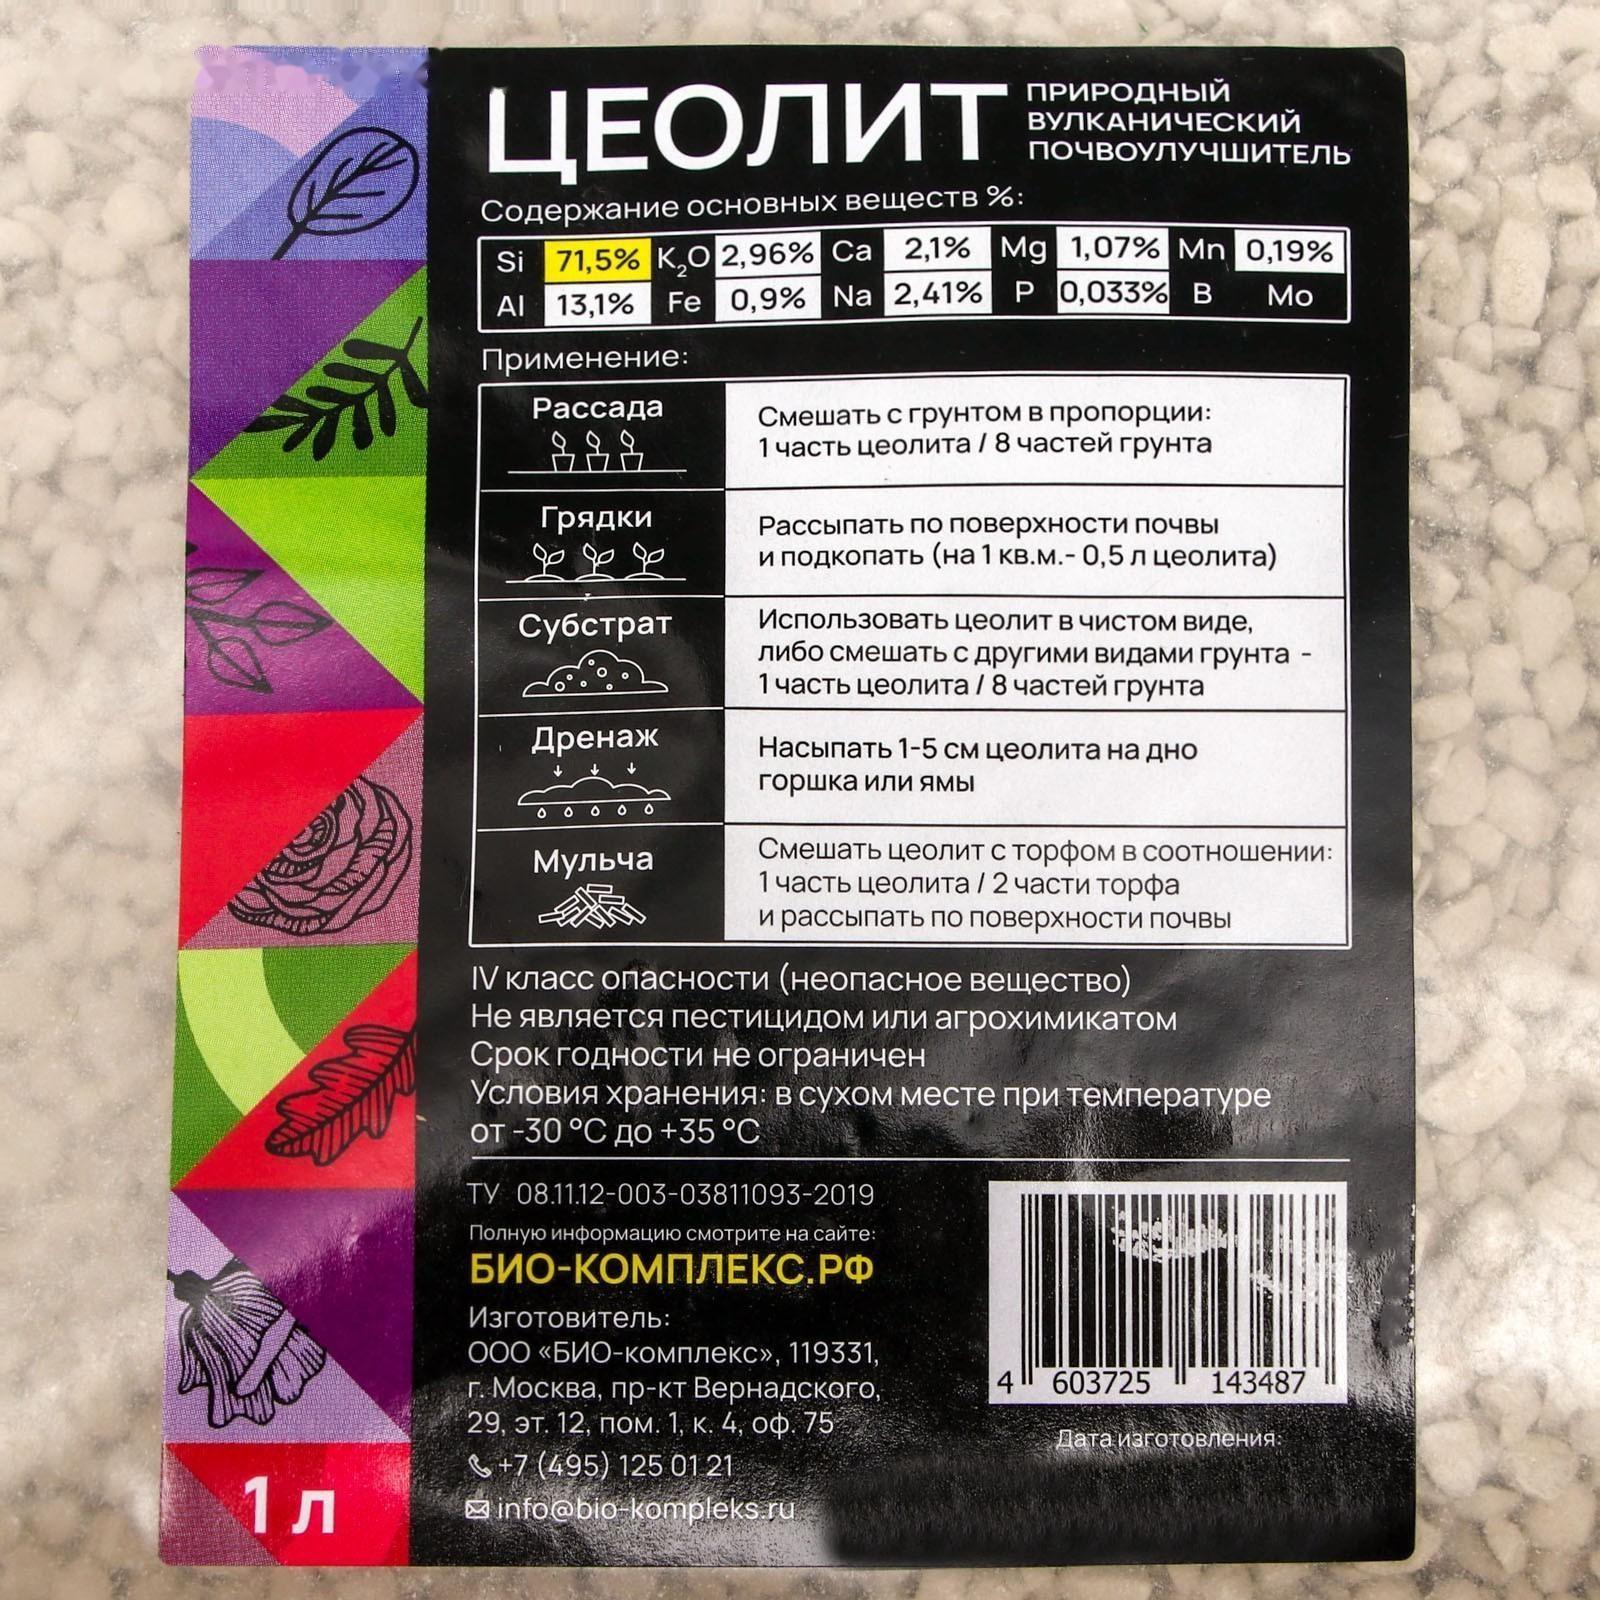 ЦЕОЛИТ
ПРИРОДНЫЙ
ВУЛКАНИЧЕСКИЙ
ПОЧВОУЛУЧШИТЕЛЬ
Содержание основных веществ %:
Si 71,5% K₂O 2,96% Ca 2,1% Mg 1,07% Mn 0,19%
Al 13,1% Fe 0,9% Na 2,41% P 0,033% B Mo
Применение:
Рассада
Смешать с грунтом в пропорции:
1 часть цеолита / 8 частей грунта
Грядки
Рассыпать по поверхности почвы
и подкопать (на 1 кв.м.- 0,5 л цеолита)
Субстрат
Использовать цеолит в чистом виде,
либо смешать с другими видами грунта -
1 часть цеолита / 8 частей грунта
Дренаж
Насыпать 1-5 см цеолита на дно
горшка или ямы
Мульча
Смешать цеолит с торфом в соотношении:
1 часть цеолита / 2 части торфа
и рассыпать по поверхности почвы
IV класс опасности (неопасное вещество)
Не является пестицидом или агрохимикатом
Срок годности не ограничен
Условия хранения: в сухом месте при температуре
от -30 °C до +35 °C
ТУ 08.11.12-003-03811093-2019
Полную информацию смотрите на сайте:
БИО-КОМПЛЕКС.РФ
Изготовитель:
ООО «БИО-комплекс», 119331,
г. Москва, пр-кт Вернадского,
29, эт. 12, пом. 1, к. 4, оф. 75
+7 (495) 125 01 21
info@bio-kompleks.ru
4 603725 143487
Дата изготовления:
1 л